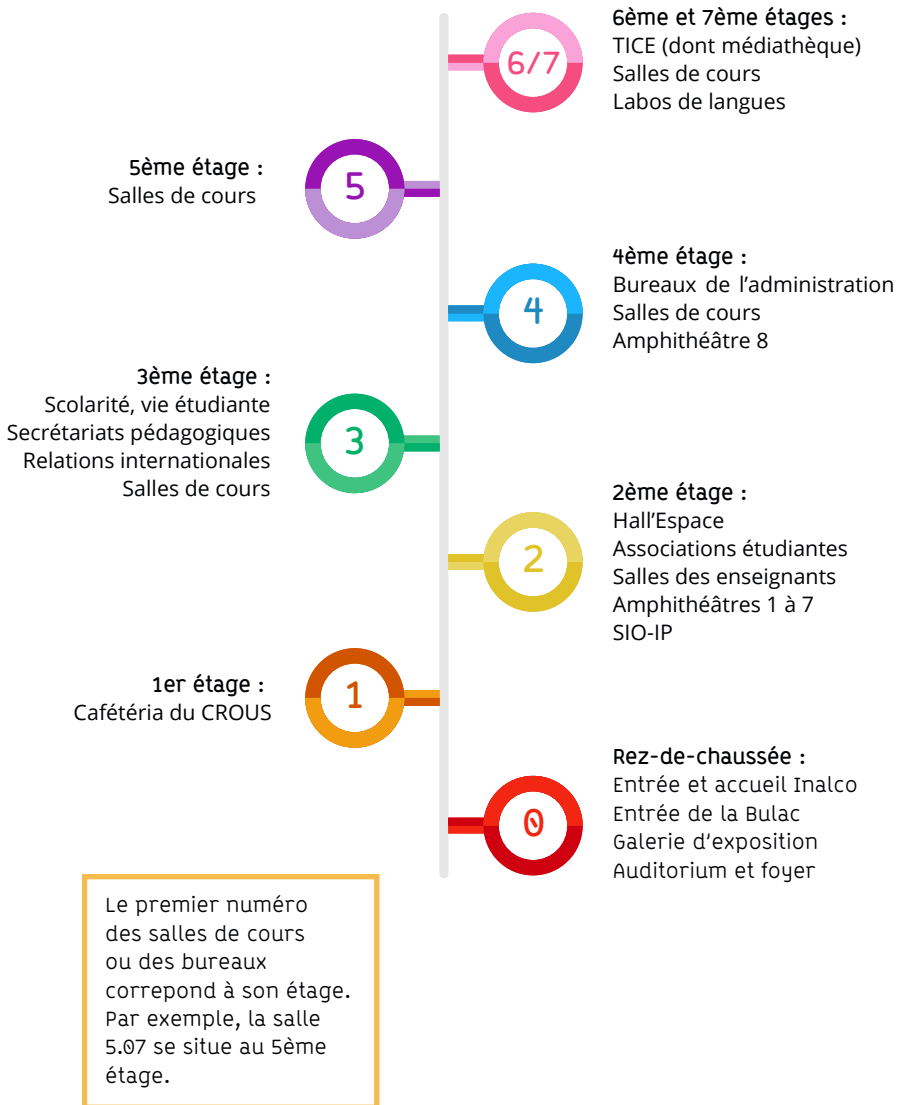 6/7
6ème et 7ème étages :
TICE (dont médiathèque)
Salles de cours
Labos de langues
5ème étage :
Salles de cours
5
4
4ème étage :
Bureaux de l'administration
Salles de cours
Amphithéâtre 8
3ème étage :
Scolarité, vie étudiante
Secrétariats pédagogiques
Relations internationales
Salles de cours
3
2
2ème étage :
Hall'Espace
Associations étudiantes
Salles des enseignants
Amphithéâtres 1 à 7
SIO-IP
1er étage :
Cafétéria du CROUS
1
0
Rez-de-chaussée :
Entrée et accueil Inalco
Entrée de la Bulac
Galerie d'exposition
Auditorium et foyer
Le premier numéro
des salles de cours
ou des bureaux
correpond à son étage.
Par exemple, la salle
5.07 se situe au 5ème
étage.